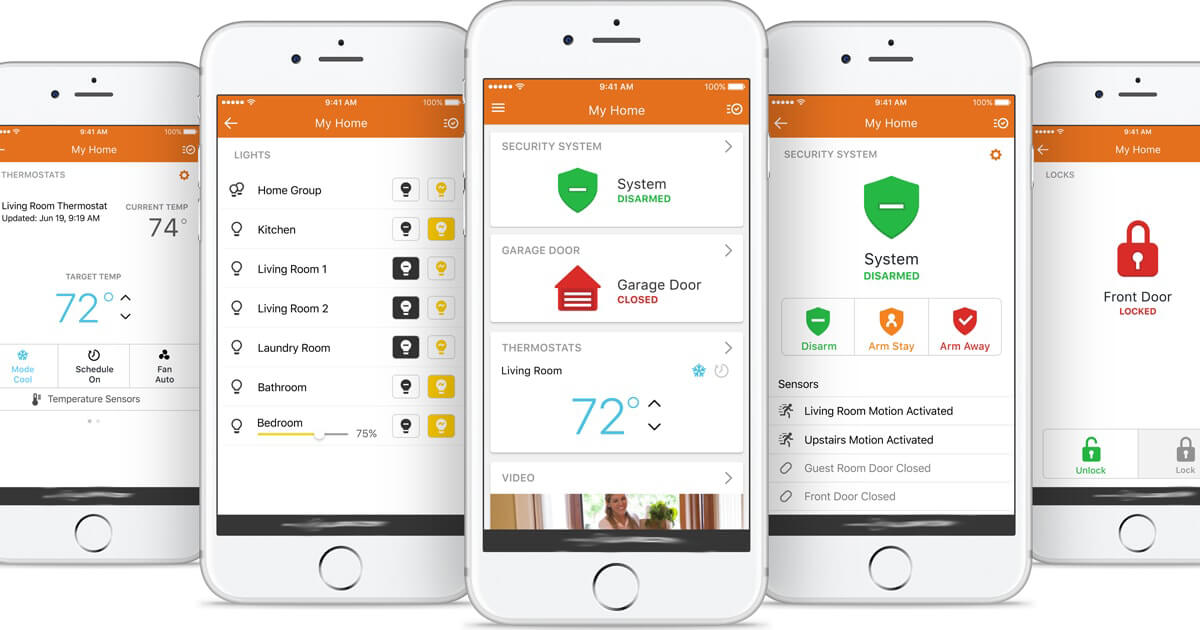 9:41 AM 100%
My Home
THERMOSTATS
Living Room Thermostat
Updated: Jun 19, 9:19 AM
CURRENT TEMP
74°
TARGET TEMP
72°
Mode Cool
Schedule On
Fan Auto
Temperature Sensors
9:41 AM 100%
My Home
LIGHTS
Home Group
Kitchen
Living Room 1
Living Room 2
Laundry Room
Bathroom
Bedroom
75%
9:41 AM 100%
My Home
SECURITY SYSTEM
System
DISARMED
GARAGE DOOR
Garage Door
CLOSED
THERMOSTATS
Living Room
72°
VIDEO
9:41 AM 100%
My Home
SECURITY SYSTEM
System
DISARMED
Disarm Arm Stay Arm Away
Sensors
Living Room Motion Activated
Upstairs Motion Activated
Guest Room Door Closed
Front Door Closed
9:41 AM
My Home
LOCKS
Front Door
LOCKED
Unlock Lock